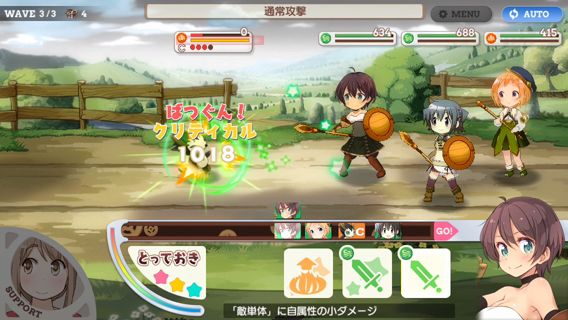 WAVE 3/3 4
通常攻撃
MENU
AUTO
0
634
688
415
C
ばつぐん!
クリティカル
1018
C
GO!
とっておき
SUPPORT
「敵単体」に自属性の小ダメージ